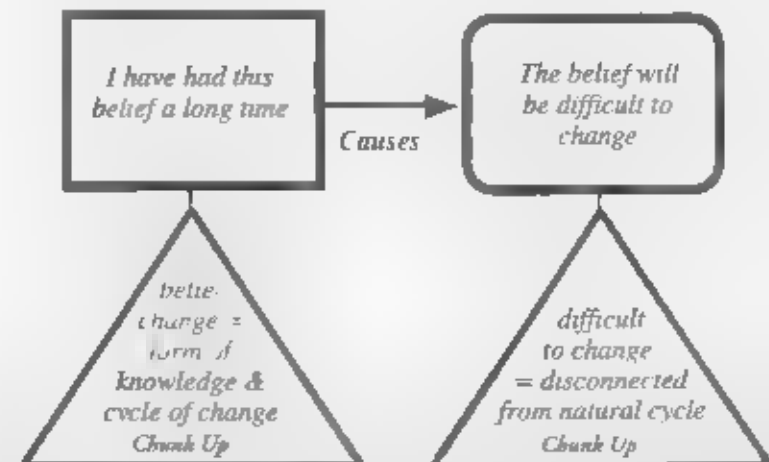 I have had this
belief a long time
Causes
The belief will
be difficult to
change
change =
knowledge &
cycle of change
Chunk Up
difficult
to change
= disconnected
from natural cycle
Chunk Up